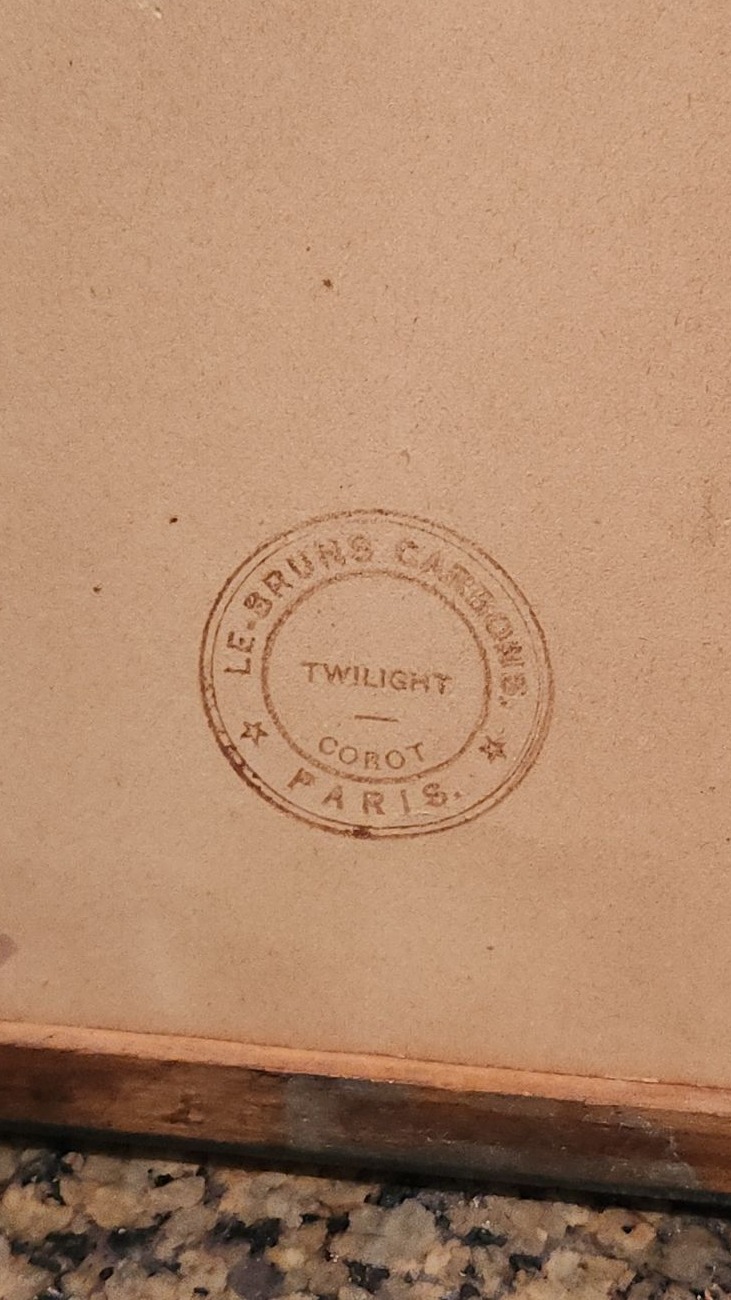 LE-BRUNS CARBONS.
TWILIGHT
COROT
PARIS.